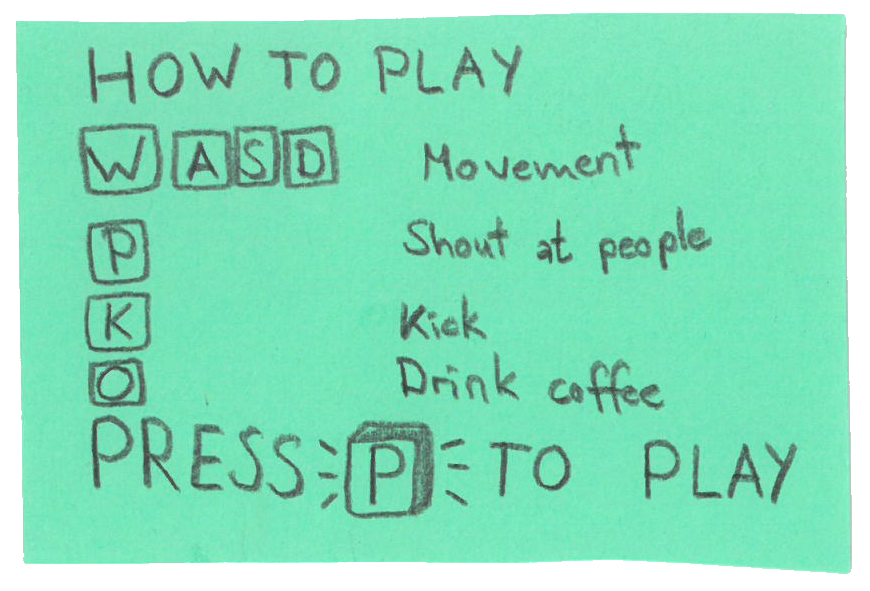 HOW TO PLAY
W A S D Movement
P Shout at people
K Kick
O Drink coffee
PRESS P TO PLAY